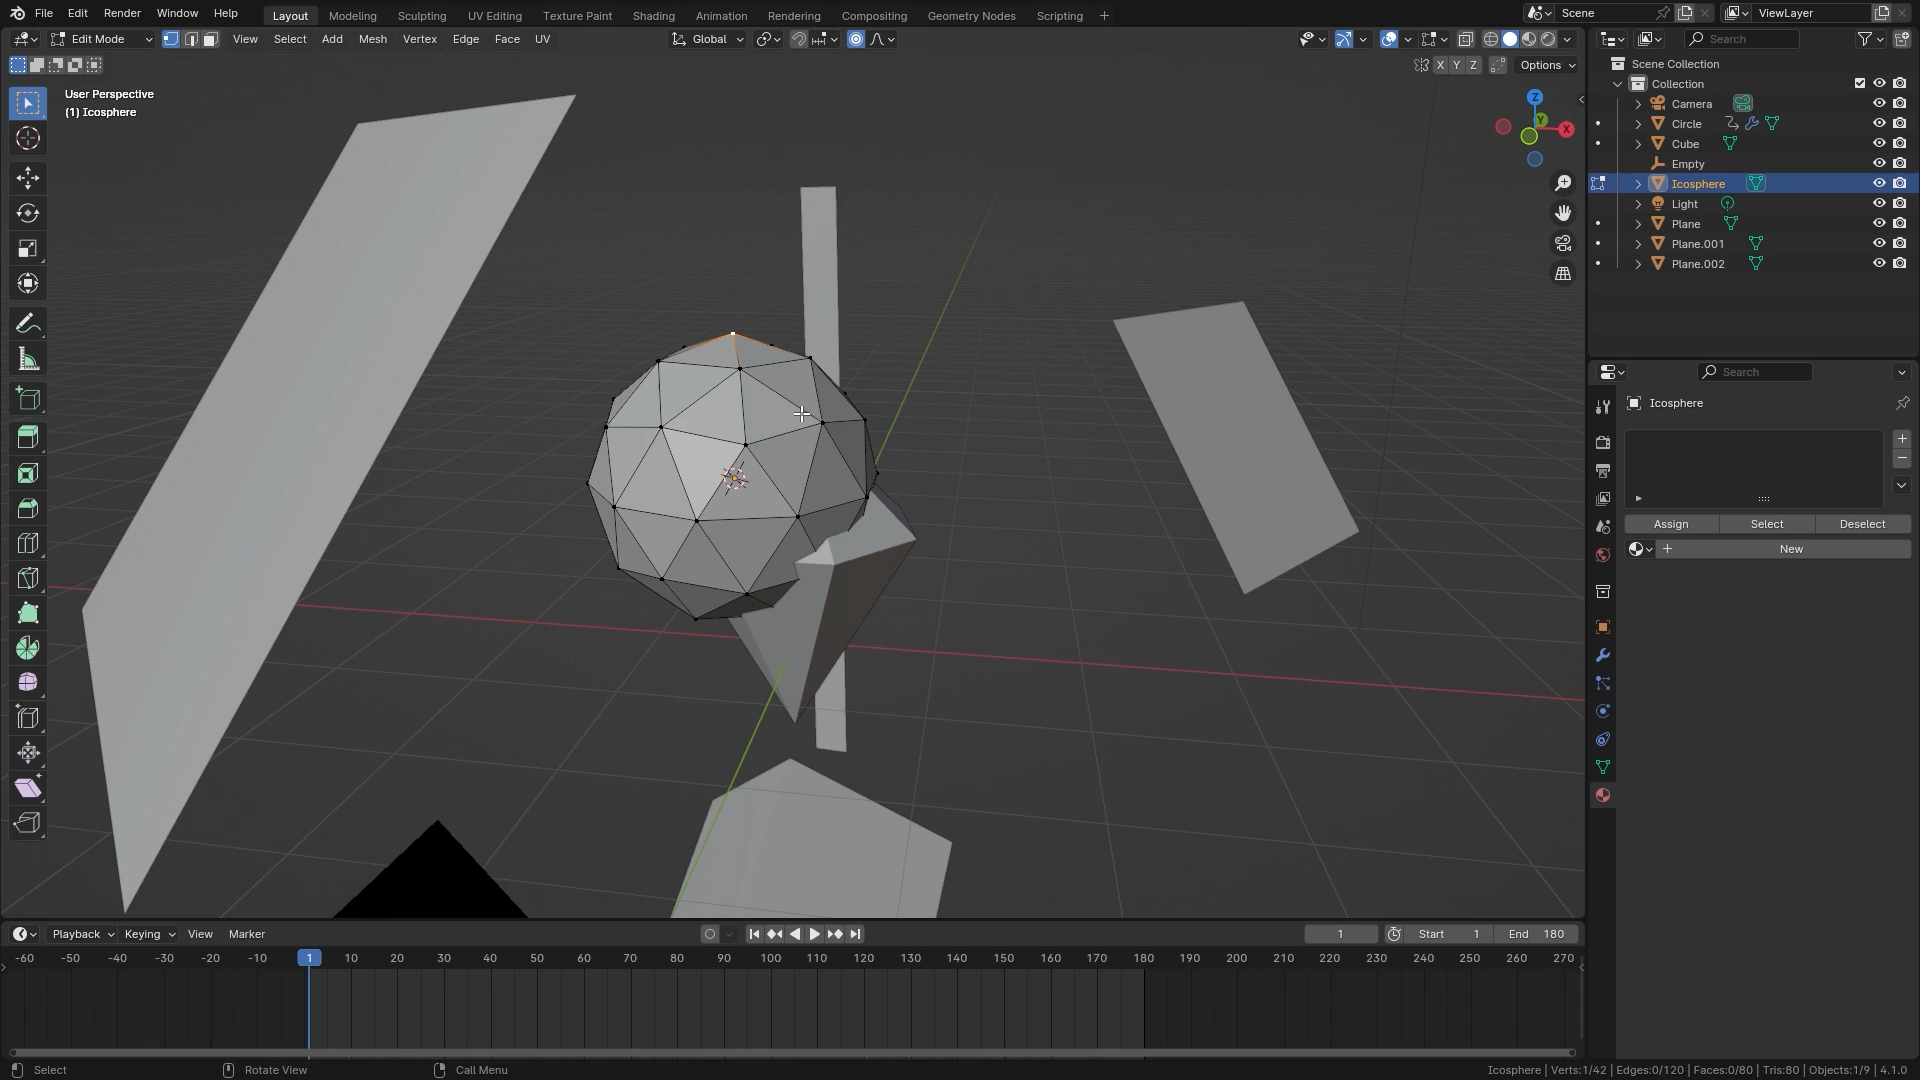 File Edit Render Window Help Layout Modeling Sculpting UV Editing Texture Paint Shading Animation Rendering Compositing Geometry Nodes Scripting + Scene ViewLayer
Edit Mode View Select Add Mesh Vertex Edge Face UV Global Search
X Y Z Options
User Perspective
(1) Icosphere
Z
Y
X
Scene Collection
Collection
Camera
Circle
Cube
Empty
Icosphere
Light
Plane
Plane.001
Plane.002
Search
Icosphere
Assign Select Deselect
New
Playback Keying View Marker 1 Start 1 End 180
-60 -50 -40 -30 -20 -10 1 10 20 30 40 50 60 70 80 90 100 110 120 130 140 150 160 170 180 190 200 210 220 230 240 250 260 270
Select Rotate View Call Menu Icosphere | Verts:1/42 | Edges:0/120 | Faces:0/80 | Tris:80 | Objects:1/9 | 4.1.0